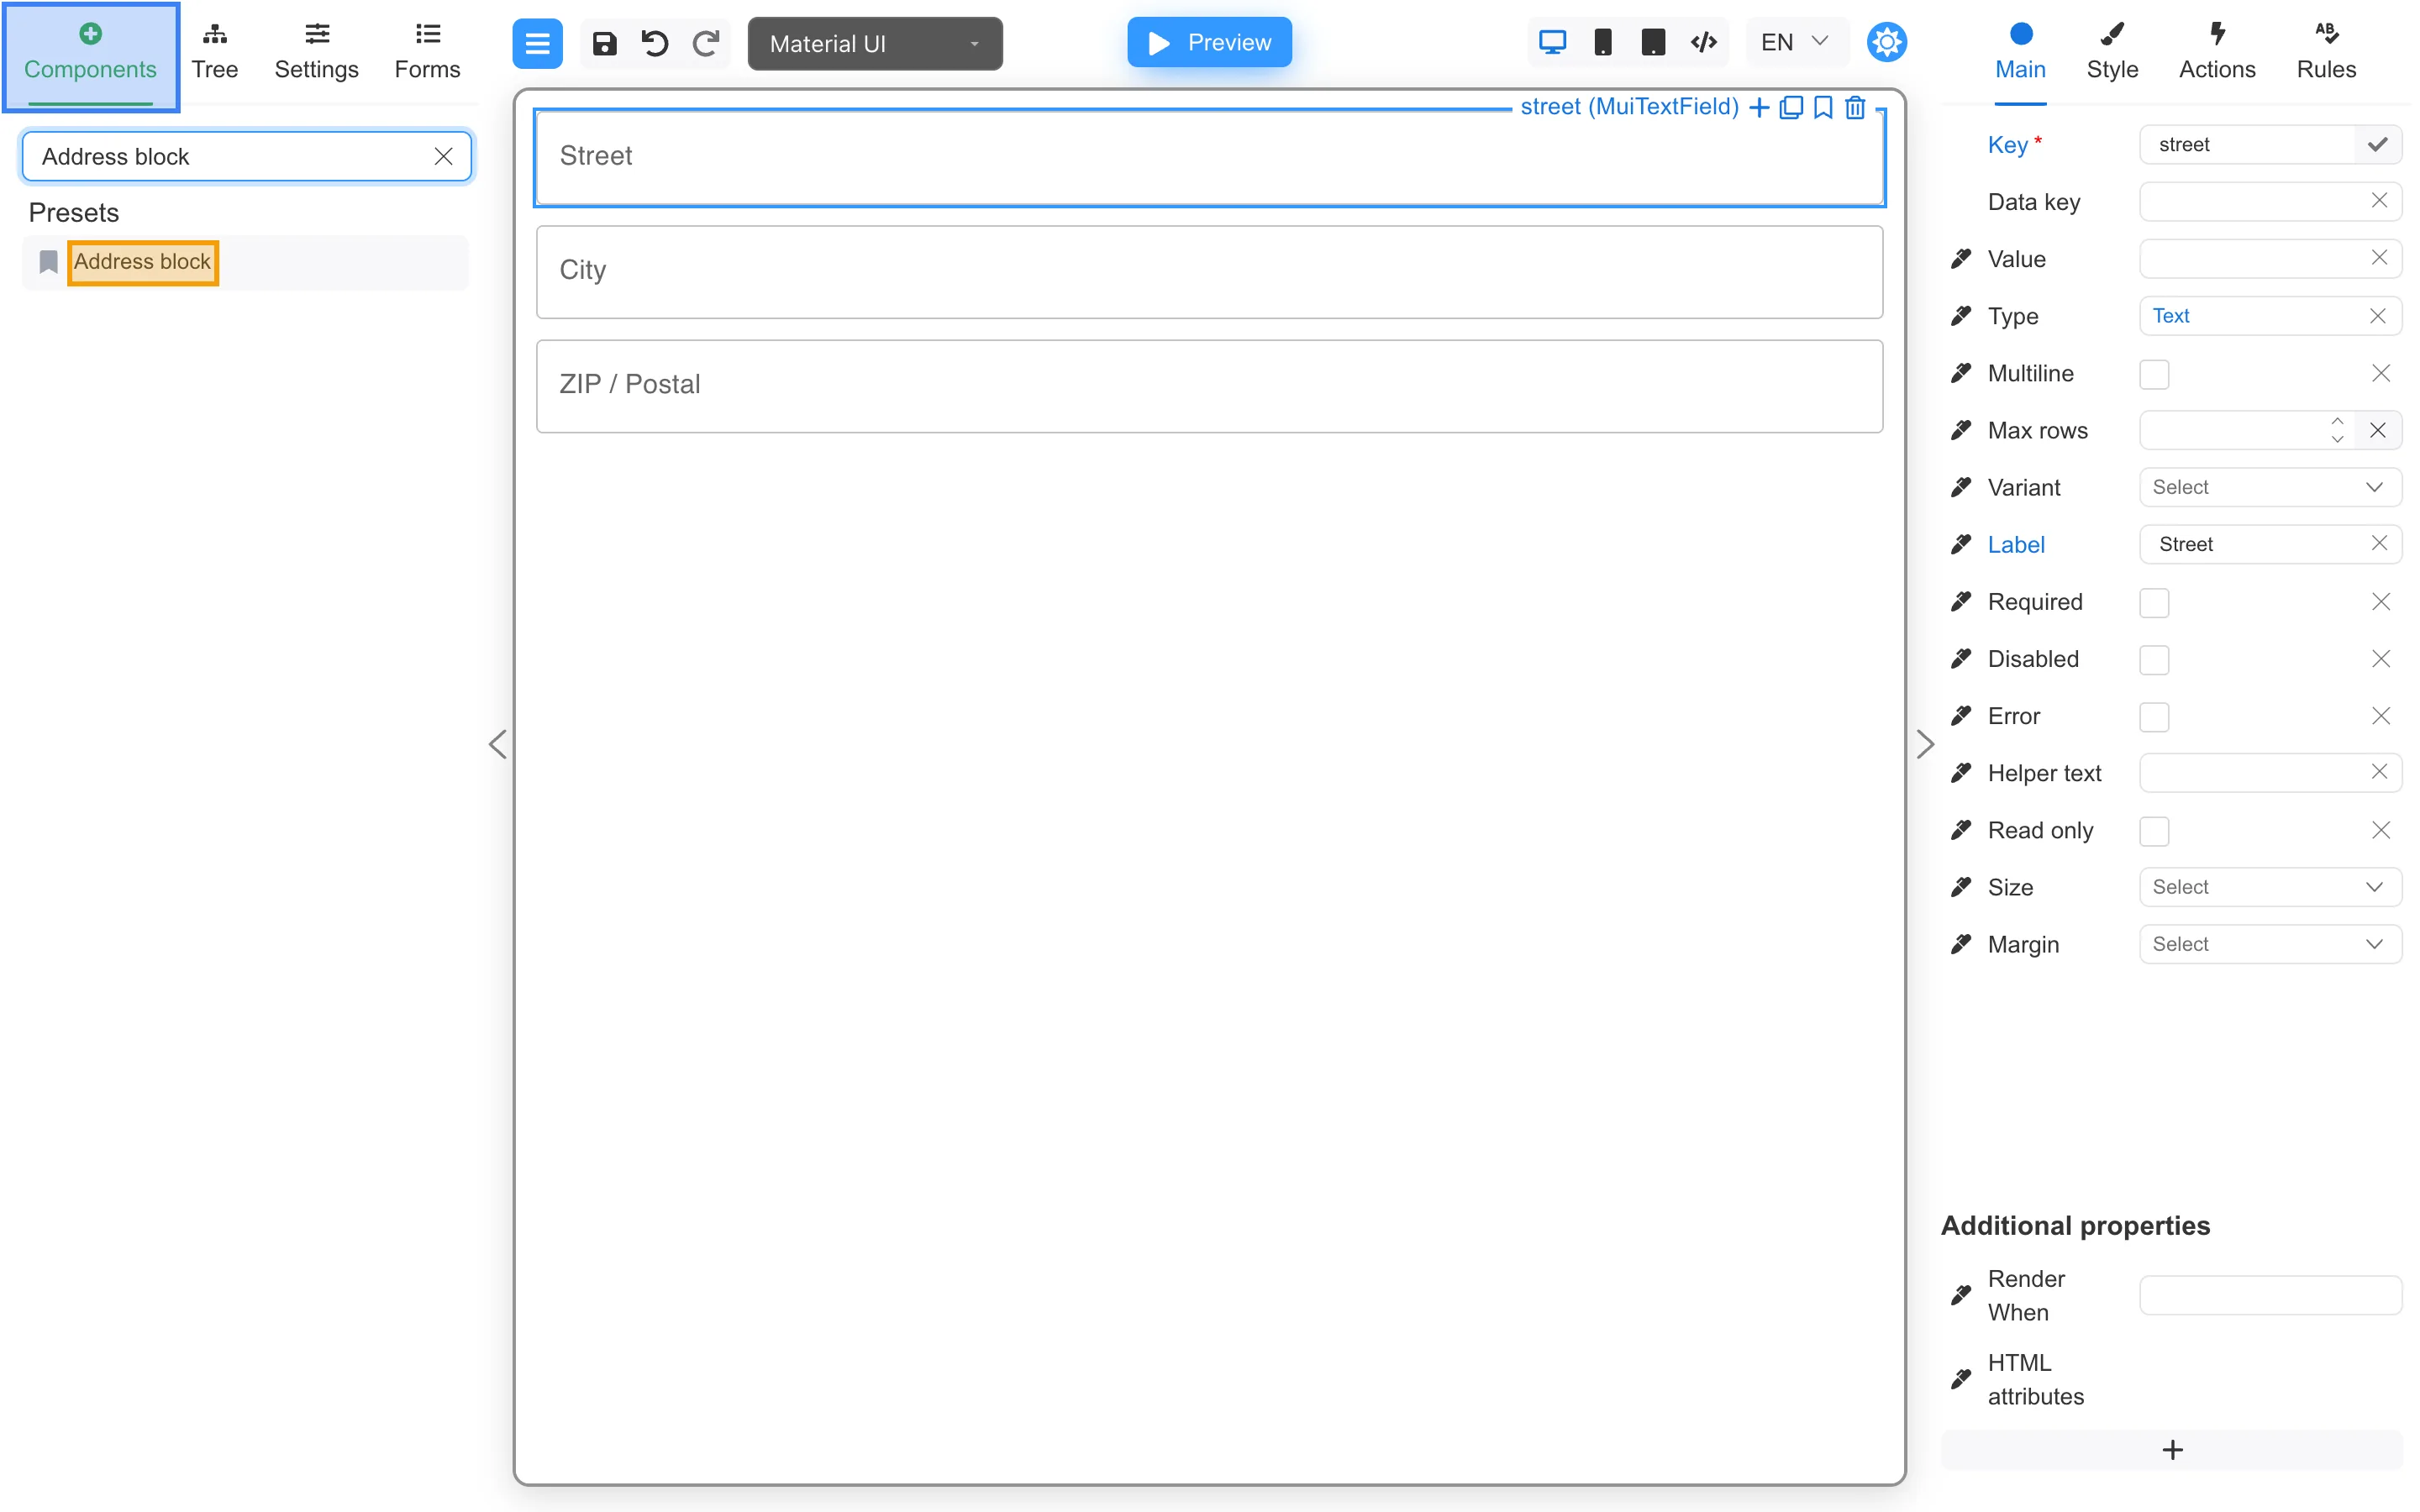 Components
Tree
Settings
Forms
Material UI
Preview
EN
Main
Style
Actions
AB
Rules
Address block
Presets
Address block
street (MuiTextField)
Street
City
ZIP / Postal
Key *
street
Data key
Value
Type
Text
Multiline
Max rows
Variant
Select
Label
Street
Required
Disabled
Error
Helper text
Read only
Size
Select
Margin
Select
Additional properties
Render
When
HTML
attributes